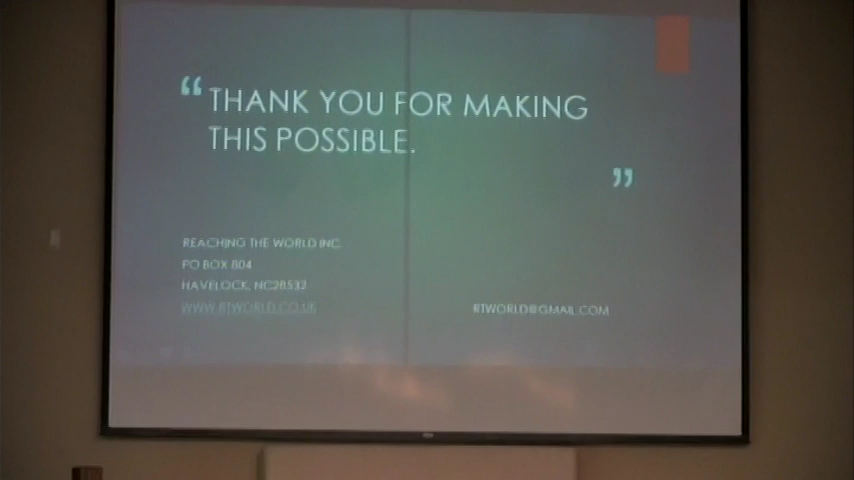 “ THANK YOU FOR MAKING
THIS POSSIBLE.
”
REACHING THE WORLD INC.
PO BOX 804
HAVELOCK, NC28532
WWW.RTWORLD.CO.UK
RTWORLD@GMAIL.COM